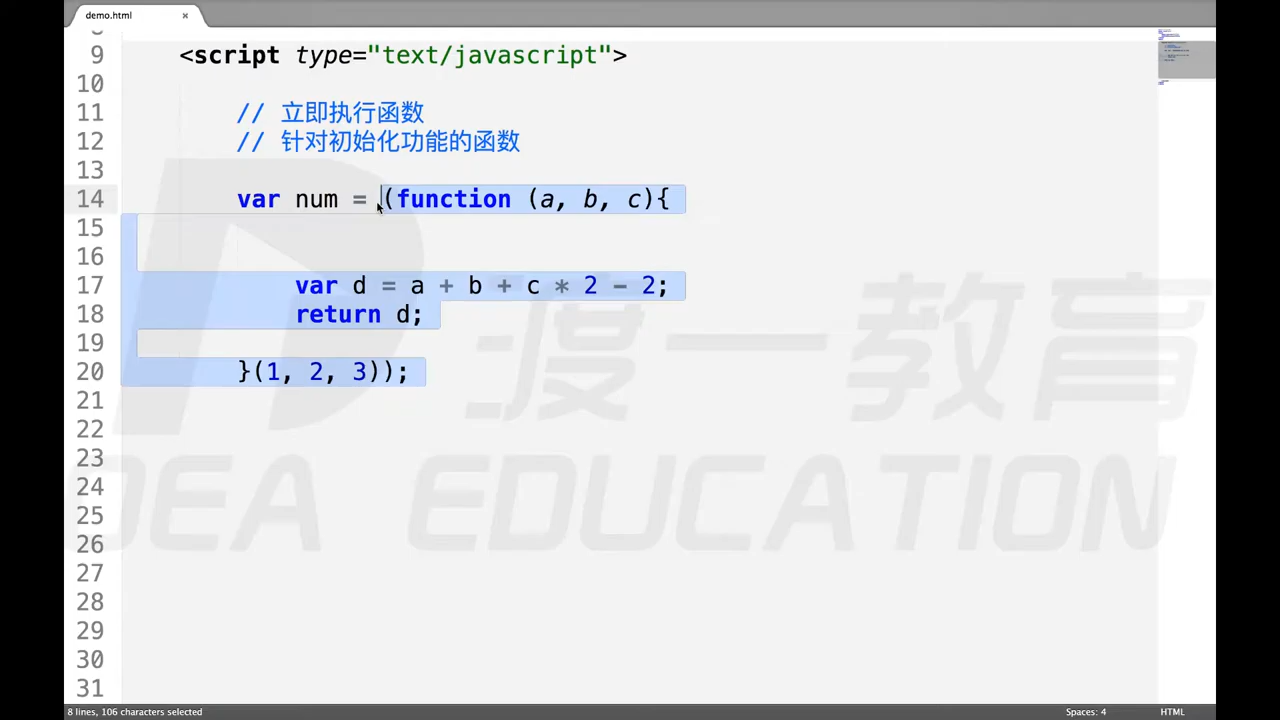 demo.html ×
8
9 <script type="text/javascript">
10
11 // 立即执行函数
12 // 针对初始化功能的函数
13
14 var num = (function (a, b, c){
15
16
17 var d = a + b + c * 2 - 2;
18 return d;
19
20 }(1, 2, 3));
21
22
23
24
25
26
27
28
29
30
31
渡一教育
IDEA EDUCATION
8 lines, 106 characters selected
Spaces: 4
HTML